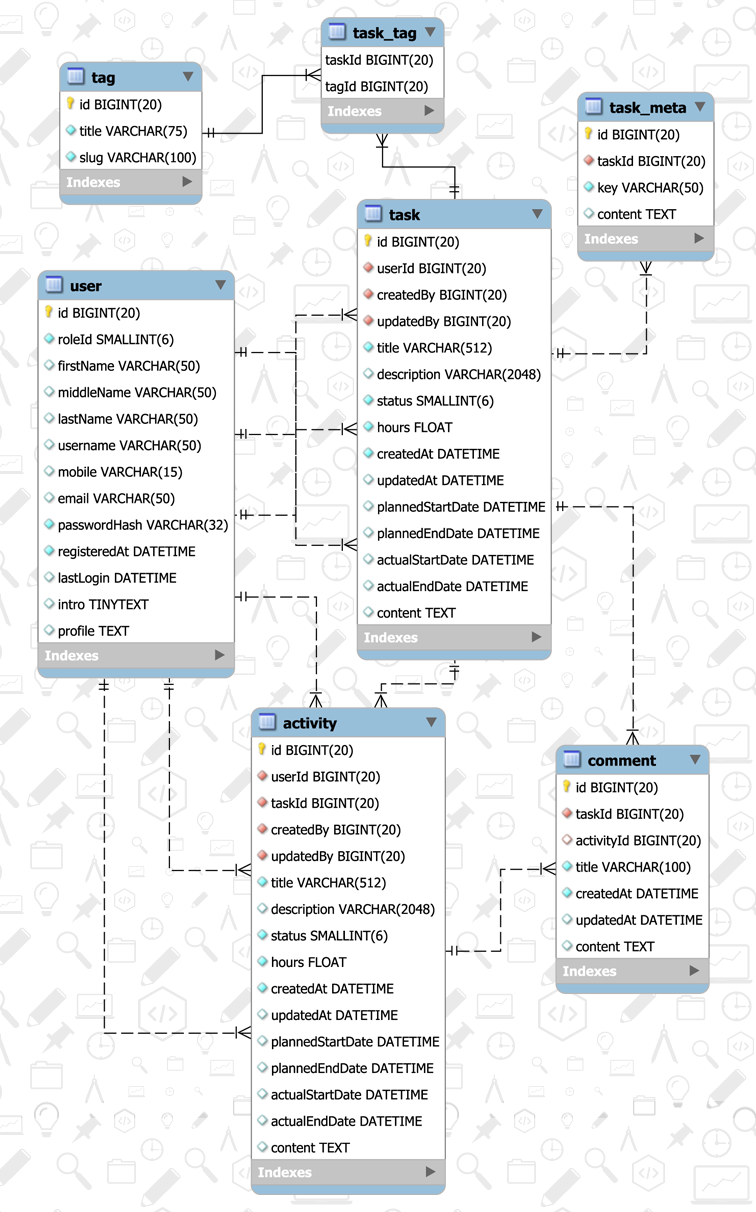 task_tag
taskId BIGINT(20)
tagId BIGINT(20)
Indexes
tag
id BIGINT(20)
title VARCHAR(75)
slug VARCHAR(100)
Indexes
task_meta
id BIGINT(20)
taskId BIGINT(20)
key VARCHAR(50)
content TEXT
Indexes
task
id BIGINT(20)
userId BIGINT(20)
createdBy BIGINT(20)
updatedBy BIGINT(20)
title VARCHAR(512)
description VARCHAR(2048)
status SMALLINT(6)
hours FLOAT
createdAt DATETIME
updatedAt DATETIME
plannedStartDate DATETIME
plannedEndDate DATETIME
actualStartDate DATETIME
actualEndDate DATETIME
content TEXT
Indexes
user
id BIGINT(20)
roleId SMALLINT(6)
firstName VARCHAR(50)
middleName VARCHAR(50)
lastName VARCHAR(50)
username VARCHAR(50)
mobile VARCHAR(15)
email VARCHAR(50)
passwordHash VARCHAR(32)
registeredAt DATETIME
lastLogin DATETIME
intro TINYTEXT
profile TEXT
Indexes
activity
id BIGINT(20)
userId BIGINT(20)
taskId BIGINT(20)
createdBy BIGINT(20)
updatedBy BIGINT(20)
title VARCHAR(512)
description VARCHAR(2048)
status SMALLINT(6)
hours FLOAT
createdAt DATETIME
updatedAt DATETIME
plannedStartDate DATETIME
plannedEndDate DATETIME
actualStartDate DATETIME
actualEndDate DATETIME
content TEXT
Indexes
comment
id BIGINT(20)
taskId BIGINT(20)
activityId BIGINT(20)
title VARCHAR(100)
createdAt DATETIME
updatedAt DATETIME
content TEXT
Indexes